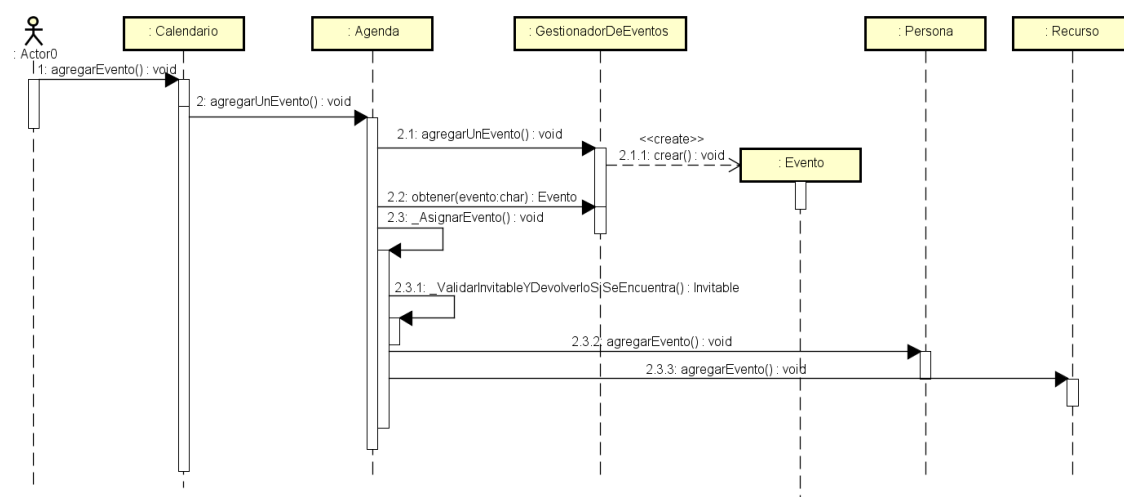 : Actor0
: Calendario
: Agenda
: GestionadorDeEventos
: Persona
: Recurso
1: agregarEvento() : void
2: agregarUnEvento() : void
2.1: agregarUnEvento() : void
<<create>>
2.1.1: crear() : void
: Evento
2.2: obtener(evento:char) : Evento
2.3: _AsignarEvento() : void
2.3.1: _ValidarInvitableYDevolverloSiSeEncuentra() : Invitable
2.3.2: agregarEvento() : void
2.3.3: agregarEvento() : void